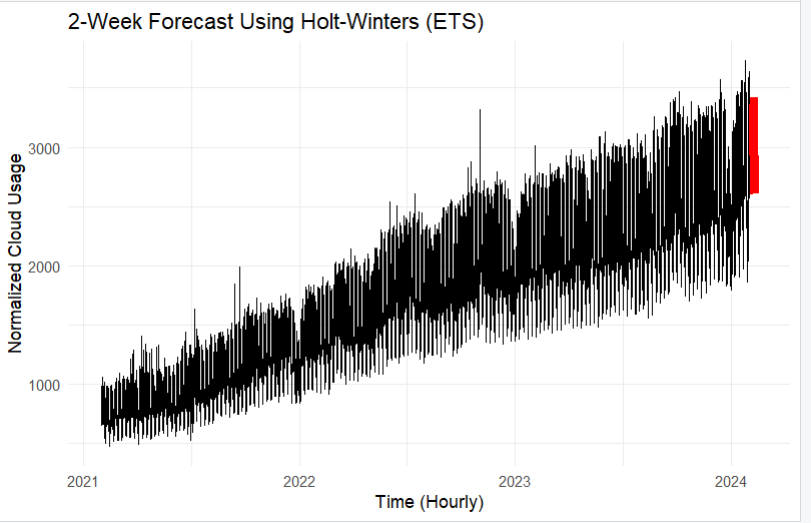 2-Week Forecast Using Holt-Winters (ETS)
Normalized Cloud Usage
3000
2000
1000
2021
2022
2023
2024
Time (Hourly)